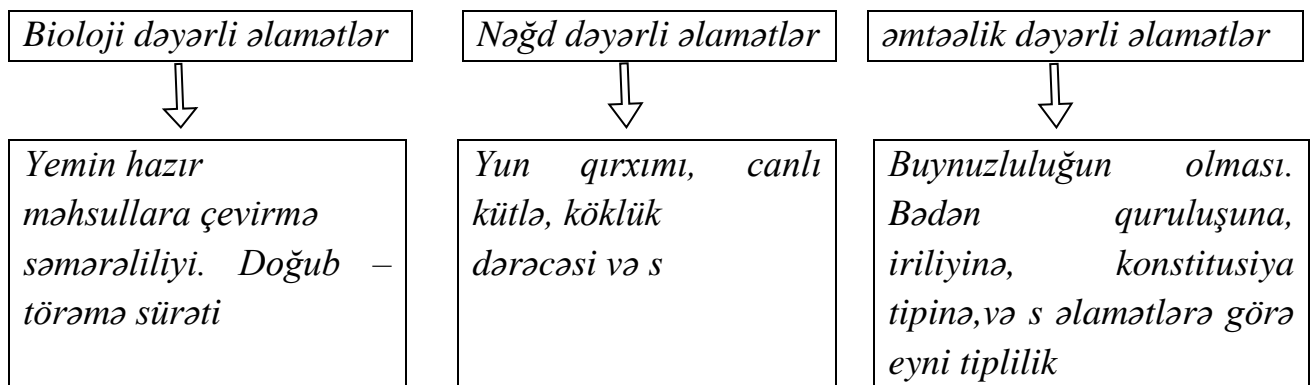 Bioloji dəyərli əlamətlər
Nəğd dəyərli əlamətlər
əmtəəlik dəyərli əlamətlər
Yemin hazır
məhsullara çevirmə
səmərəliliyi. Doğub –
törəmə sürəti
Yun qırxımı, canlı
kütlə, köklük
dərəcəsi və s
Buynuzluluğun olması.
Bədən quruluşuna,
iriliyinə, konstitusiya
tipinə,və s əlamətlərə görə
eyni tiplilik